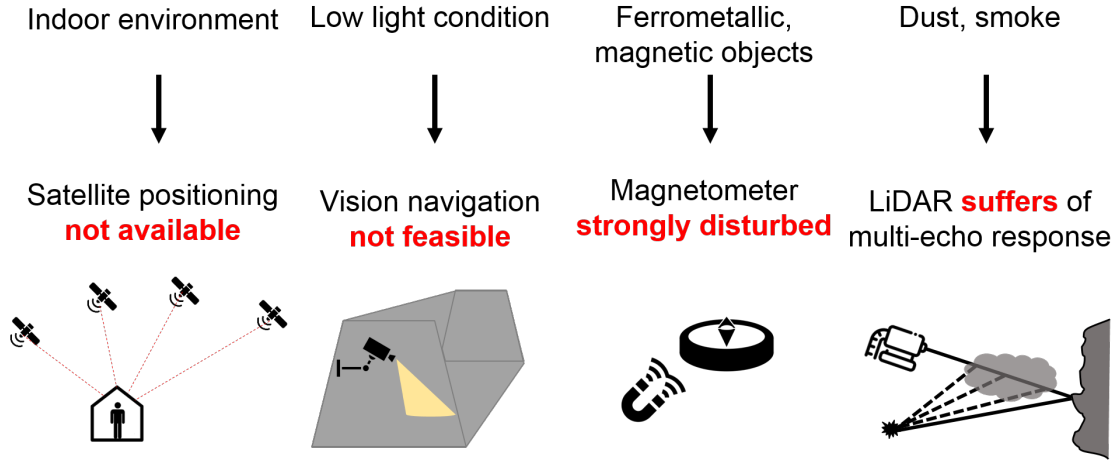 Indoor environment
Satellite positioning
not available
Low light condition
Vision navigation
not feasible
Ferrometallic,
magnetic objects
Magnetometer
strongly disturbed
Dust, smoke
LiDAR suffers of
multi-echo response